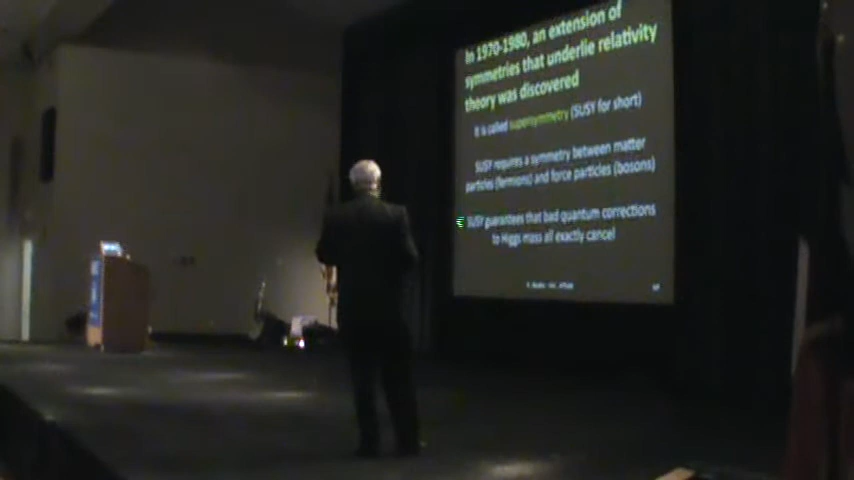 In 1970-1980, an extension of
symmetries that underlie relativity
theory was discovered
It is called supersymmetry (SUSY for short)
SUSY requires a symmetry between matter
particles (fermions) and force particles (bosons)
SUSY guarantees that bad quantum corrections
to Higgs mass all exactly cancel